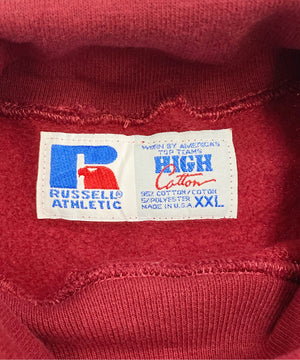 RUSSELL®
ATHLETIC
WORN BY AMERICA'S
TOP TEAMS
HIGH
Cotton
95% COTTON/COTON
5/POLYESTER
MADE IN U.S.A. XXL